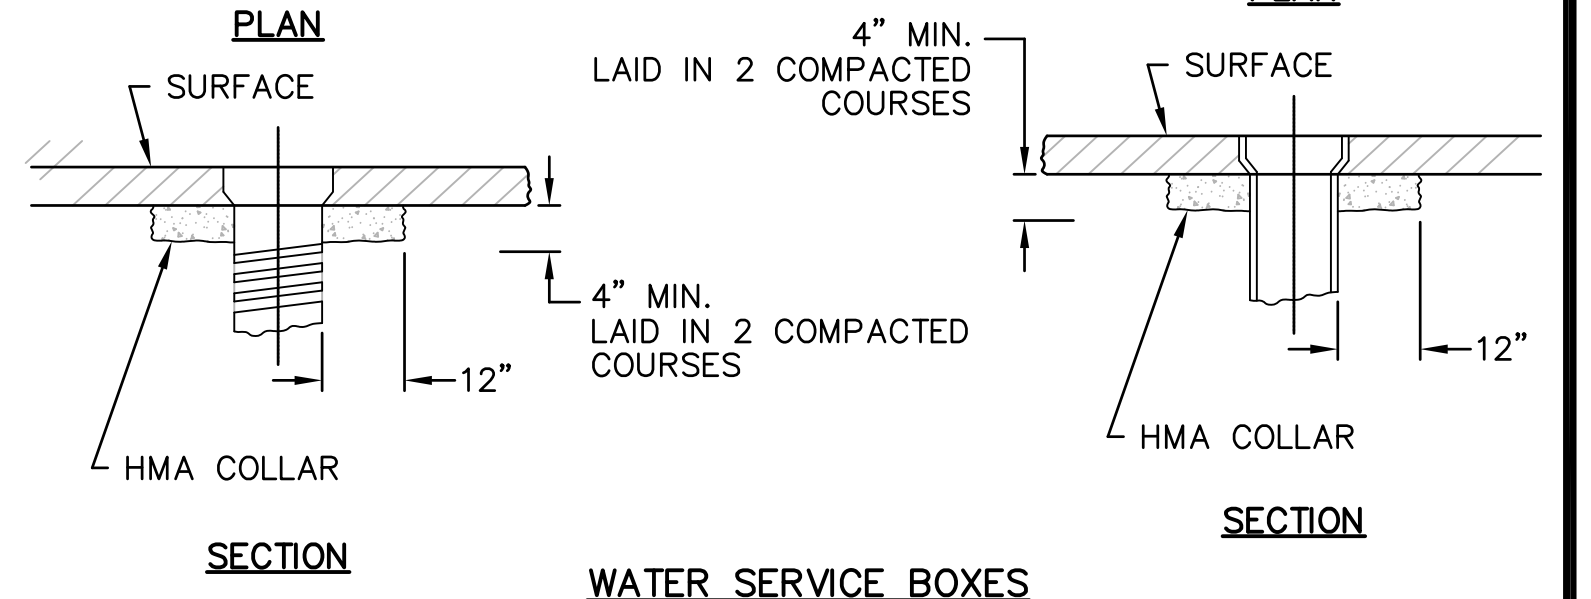 PLAN
SURFACE
4” MIN.
LAID IN 2 COMPACTED
COURSES
12”
HMA COLLAR
SECTION
PLAN
4” MIN.
LAID IN 2 COMPACTED
COURSES
SURFACE
12”
HMA COLLAR
SECTION
WATER SERVICE BOXES